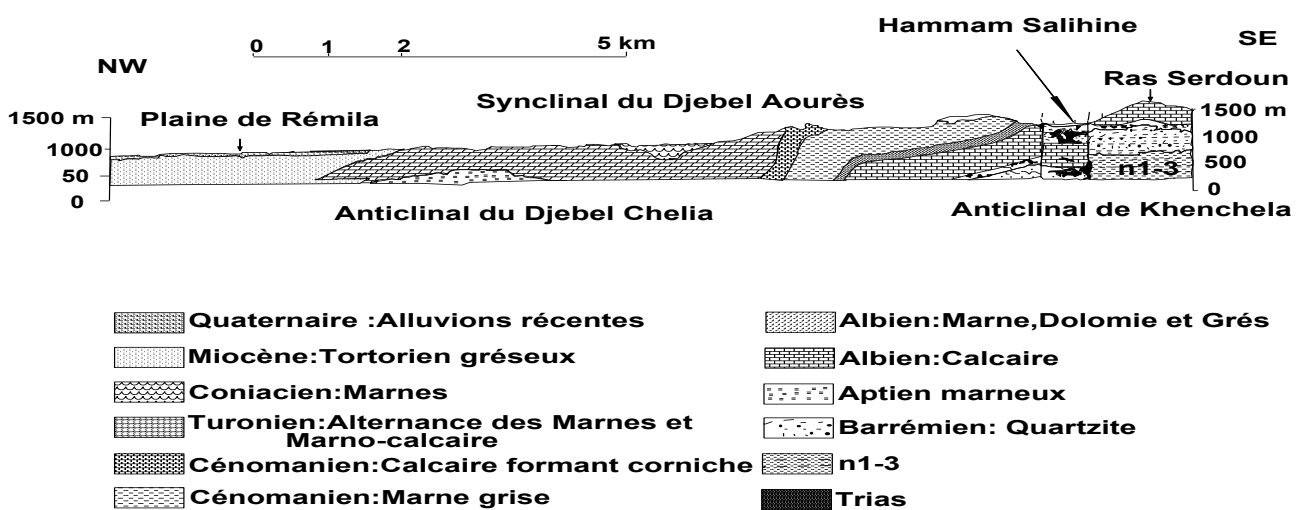 Hammam Salihine
0 1 2 5 km
SE
NW
Ras Serdoun
Synclinal du Djebel Aourès
1500 m
Plaine de Rémila
1500 m
1000
1000
50
500
n1-3
0
0
Anticlinal du Djebel Chelia
Anticlinal de Khenchela
Quaternaire :Alluvions récentes
Miocène:Tortorien gréseux
Coniacien:Marnes
Turonien:Alternance des Marnes et
Marno-calcaire
Cénomanien:Calcaire formant corniche
Cénomanien:Marne grise
Albien:Marne,Dolomie et Grés
Albien:Calcaire
Aptien marneux
Barrémien: Quartzite
n1-3
Trias